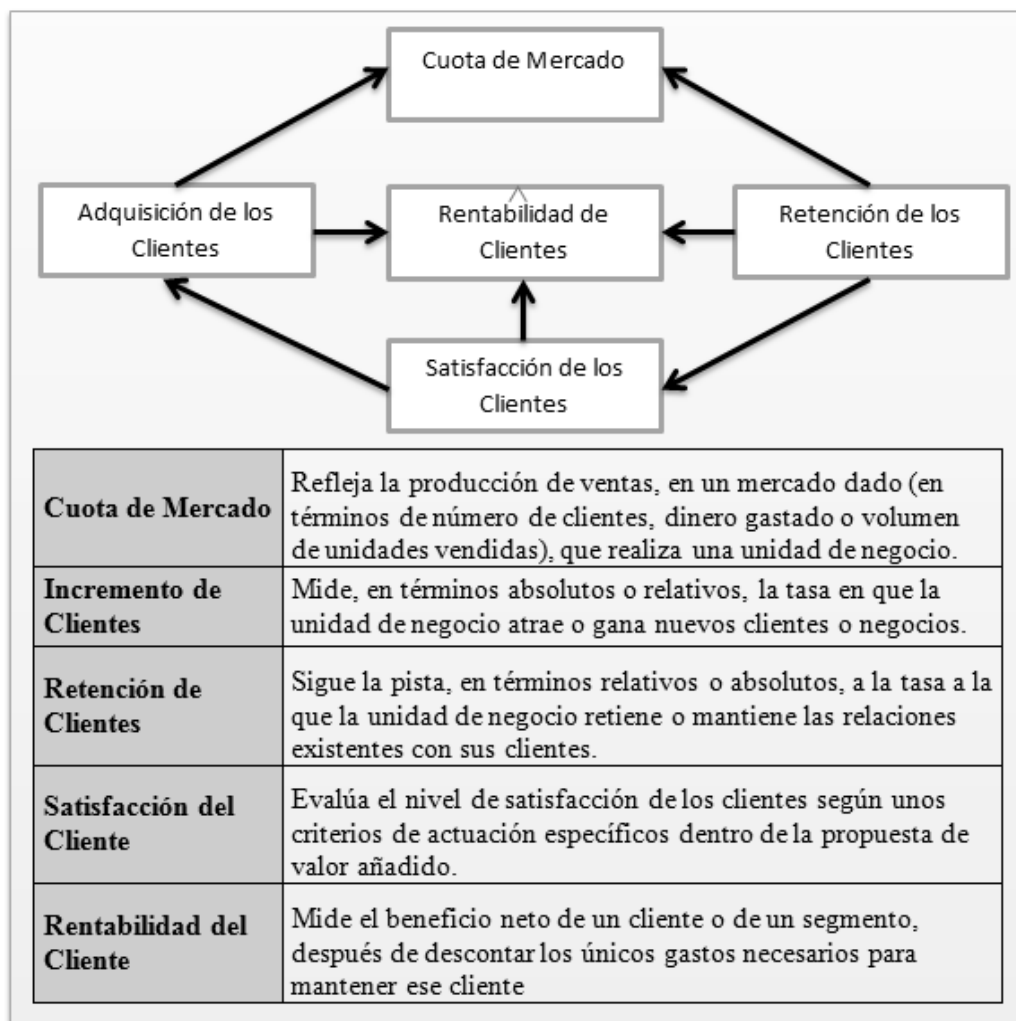 Cuota de Mercado
Adquisición de los
Clientes
Rentabilidad de
Clientes
Retención de los
Clientes
Satisfacción de los
Clientes
Cuota de Mercado
Refleja la producción de ventas, en un mercado dado (en
términos de número de clientes, dinero gastado o volumen
de unidades vendidas), que realiza una unidad de negocio.
Incremento de
Clientes
Mide, en términos absolutos o relativos, la tasa en que la
unidad de negocio atrae o gana nuevos clientes o negocios.
Retención de
Clientes
Sigue la pista, en términos relativos o absolutos, a la tasa a la
que la unidad de negocio retiene o mantiene las relaciones
existentes con sus clientes.
Satisfacción del
Cliente
Evalúa el nivel de satisfacción de los clientes según unos
criterios de actuación específicos dentro de la propuesta de
valor añadido.
Rentabilidad del
Cliente
Mide el beneficio neto de un cliente o de un segmento,
después de descontar los únicos gastos necesarios para
mantener ese cliente